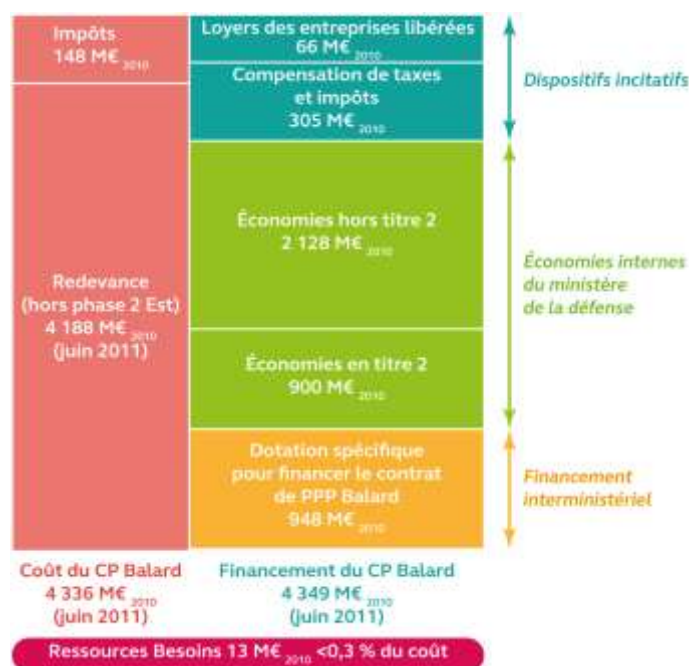 Impôts
148 M€ 2010
Redevance
(hors phase 2 Est)
4 188 M€ 2010
(juin 2011)
Loyers des entreprises libérées
66 M€ 2010
Compensation de taxes
et impôts
305 M€ 2010
Économies hors titre 2
2 128 M€ 2010
Économies en titre 2
900 M€ 2010
Dotation spécifique
pour financer le contrat
de PPP Balard
948 M€ 2010
Dispositifs incitatifs
Économies internes
du ministère
de la défense
Financement
interministériel
Coût du CP Balard
4 336 M€ 2010
(juin 2011)
Financement du CP Balard
4 349 M€ 2010
(juin 2011)
Ressources Besoins 13 M€ 2010 <0,3 % du coût